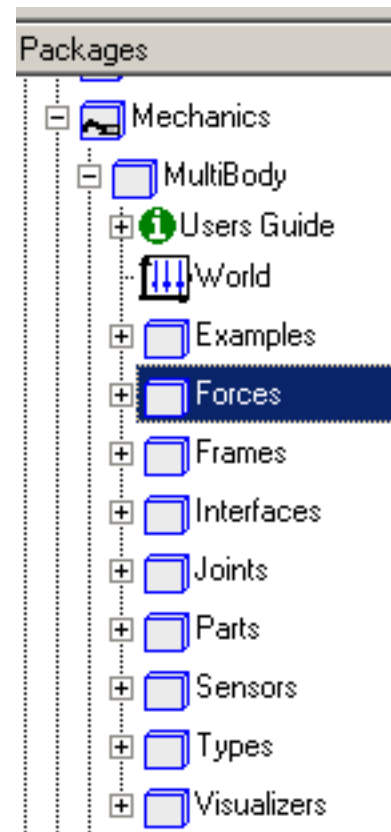 Packages
Mechanics
MultiBody
Users Guide
World
Examples
Forces
Frames
Interfaces
Joints
Parts
Sensors
Types
Visualizers